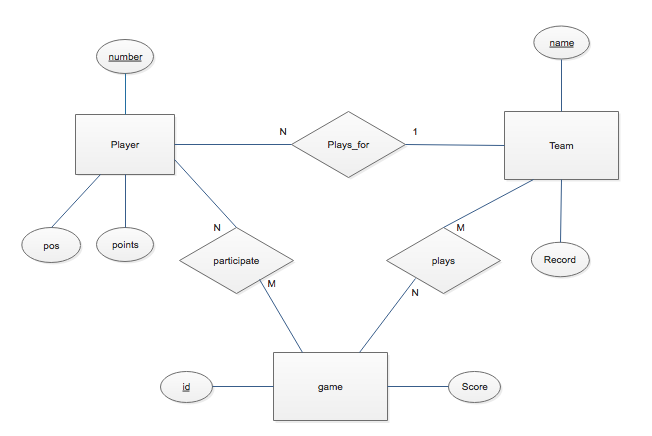 name
number
N
1
Player
Plays_for
Team
N
M
pos
points
participate
plays
Record
M
N
id
game
Score